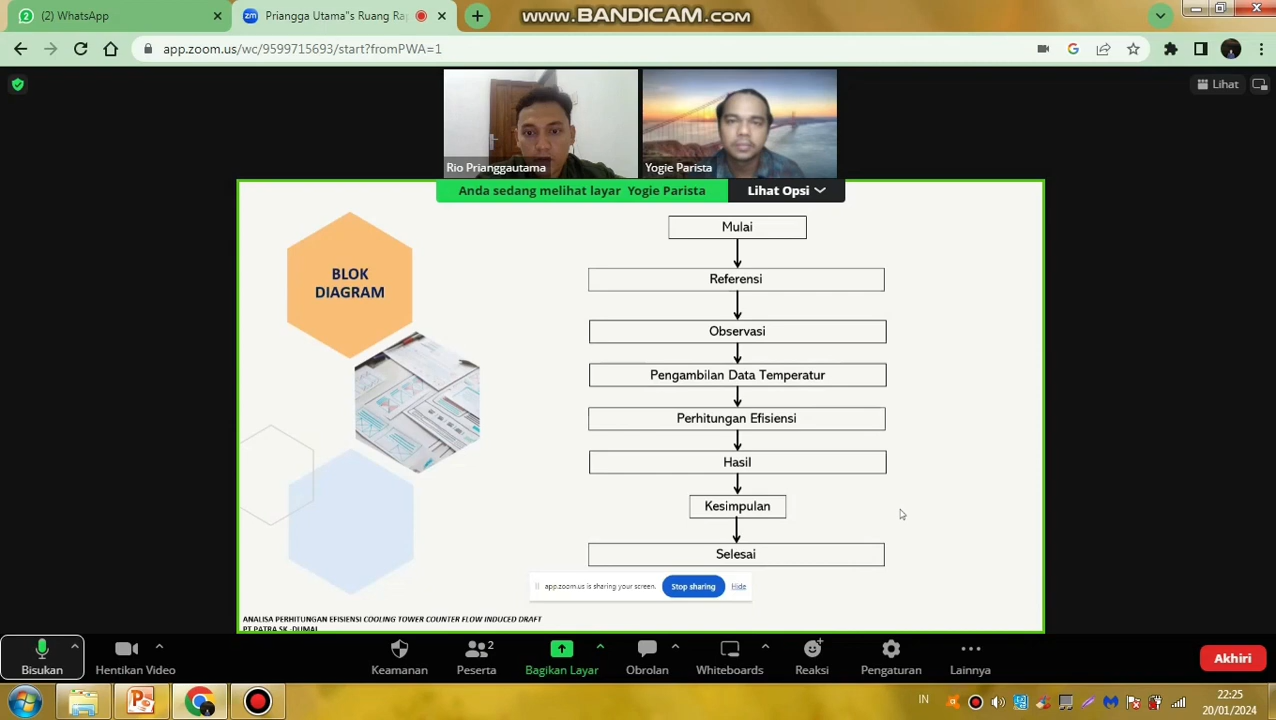 (2) WhatsApp
Priangga Utama"s Ruang Ra
www.BANDICAM.com
app.zoom.us/wc/9599715693/start?fromPWA=1
Lihat
Rio Prianggautama
Yogie Parista
Anda sedang melihat layar Yogie Parista
Lihat Opsi
BLOK
DIAGRAM
Mulai
Referensi
Observasi
Pengambilan Data Temperatur
Perhitungan Efisiensi
Hasil
Kesimpulan
Selesai
app.zoom.us is sharing your screen.
Stop sharing
Hide
ANALISA PERHITUNGAN EFISIENSI COOLING TOWER COUNTER FLOW INDUCED DRAFT
PT PATRA SK -DUMAI
Bisukan
Hentikan Video
Keamanan
2
Peserta
Bagikan Layar
Obrolan
Whiteboards
Reaksi
Pengaturan
Lainnya
Akhiri
IN
22:25
20/01/2024